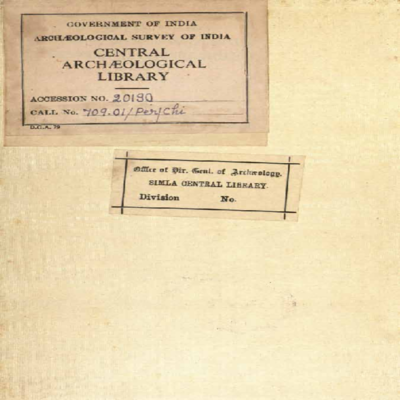 GOVERNMENT OF INDIA
ARCHÆOLOGICAL SURVEY OF INDIA
CENTRAL
ARCHÆOLOGICAL
LIBRARY
ACCESSION NO. 20190
CALL No. 709.01/Per/Chi
D.G.A. 79
Office of Dir. Genl. of Archæology.
SIMLA CENTRAL LIBRARY.
Division No.